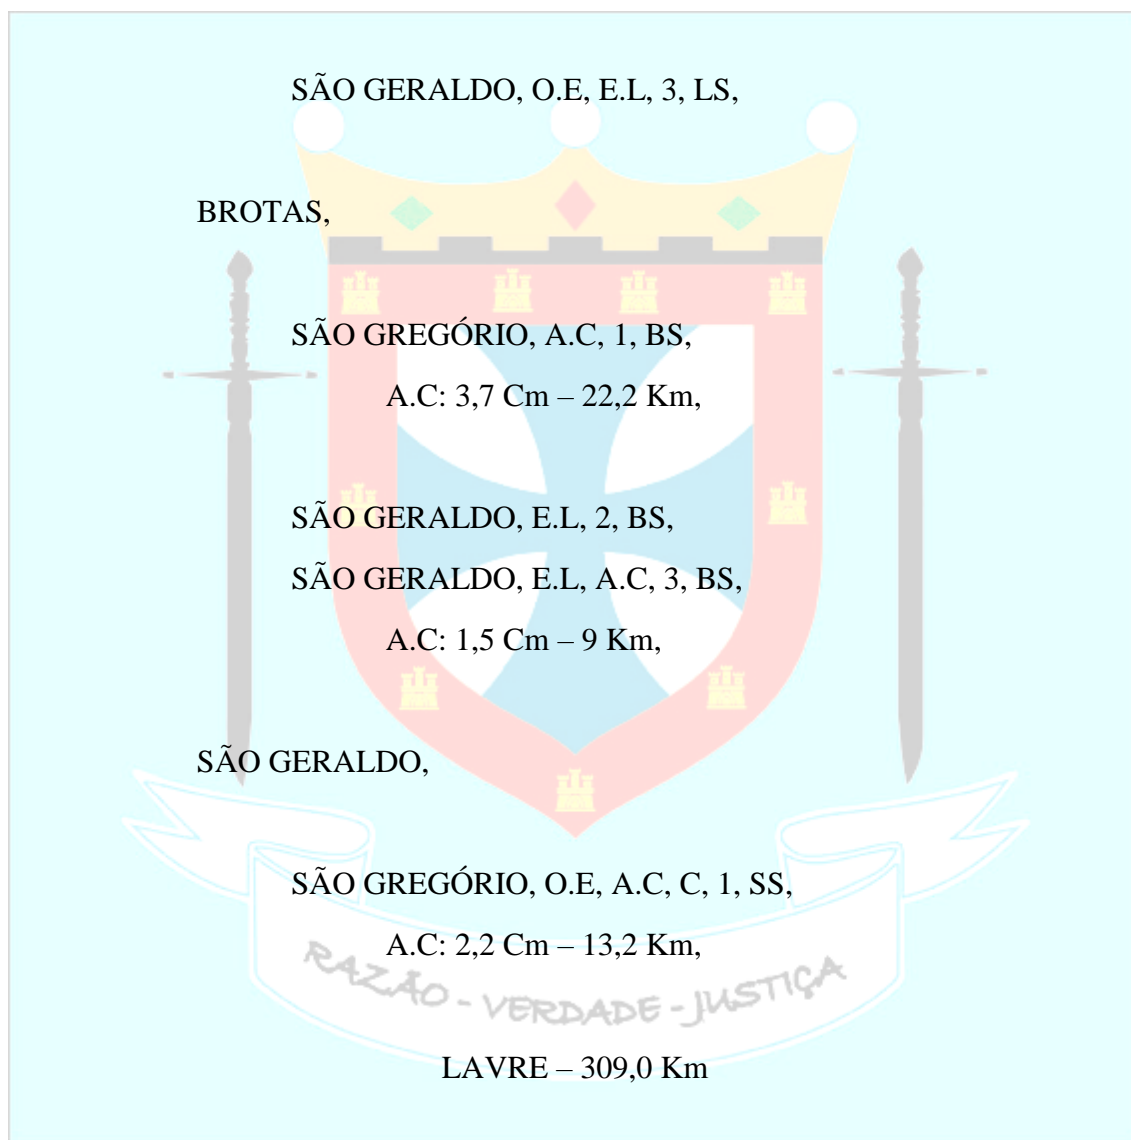 SÃO GERALDO, O.E, E.L, 3, LS,
BROTAS,
SÃO GREGÓRIO, A.C, 1, BS,
A.C: 3,7 Cm – 22,2 Km,
SÃO GERALDO, E.L, 2, BS,
SÃO GERALDO, E.L, A.C, 3, BS,
A.C: 1,5 Cm – 9 Km,
SÃO GERALDO,
SÃO GREGÓRIO, O.E, A.C, C, 1, SS,
A.C: 2,2 Cm – 13,2 Km,
RAZÃO - VERDADE - JUSTIÇA
LAVRE – 309,0 Km